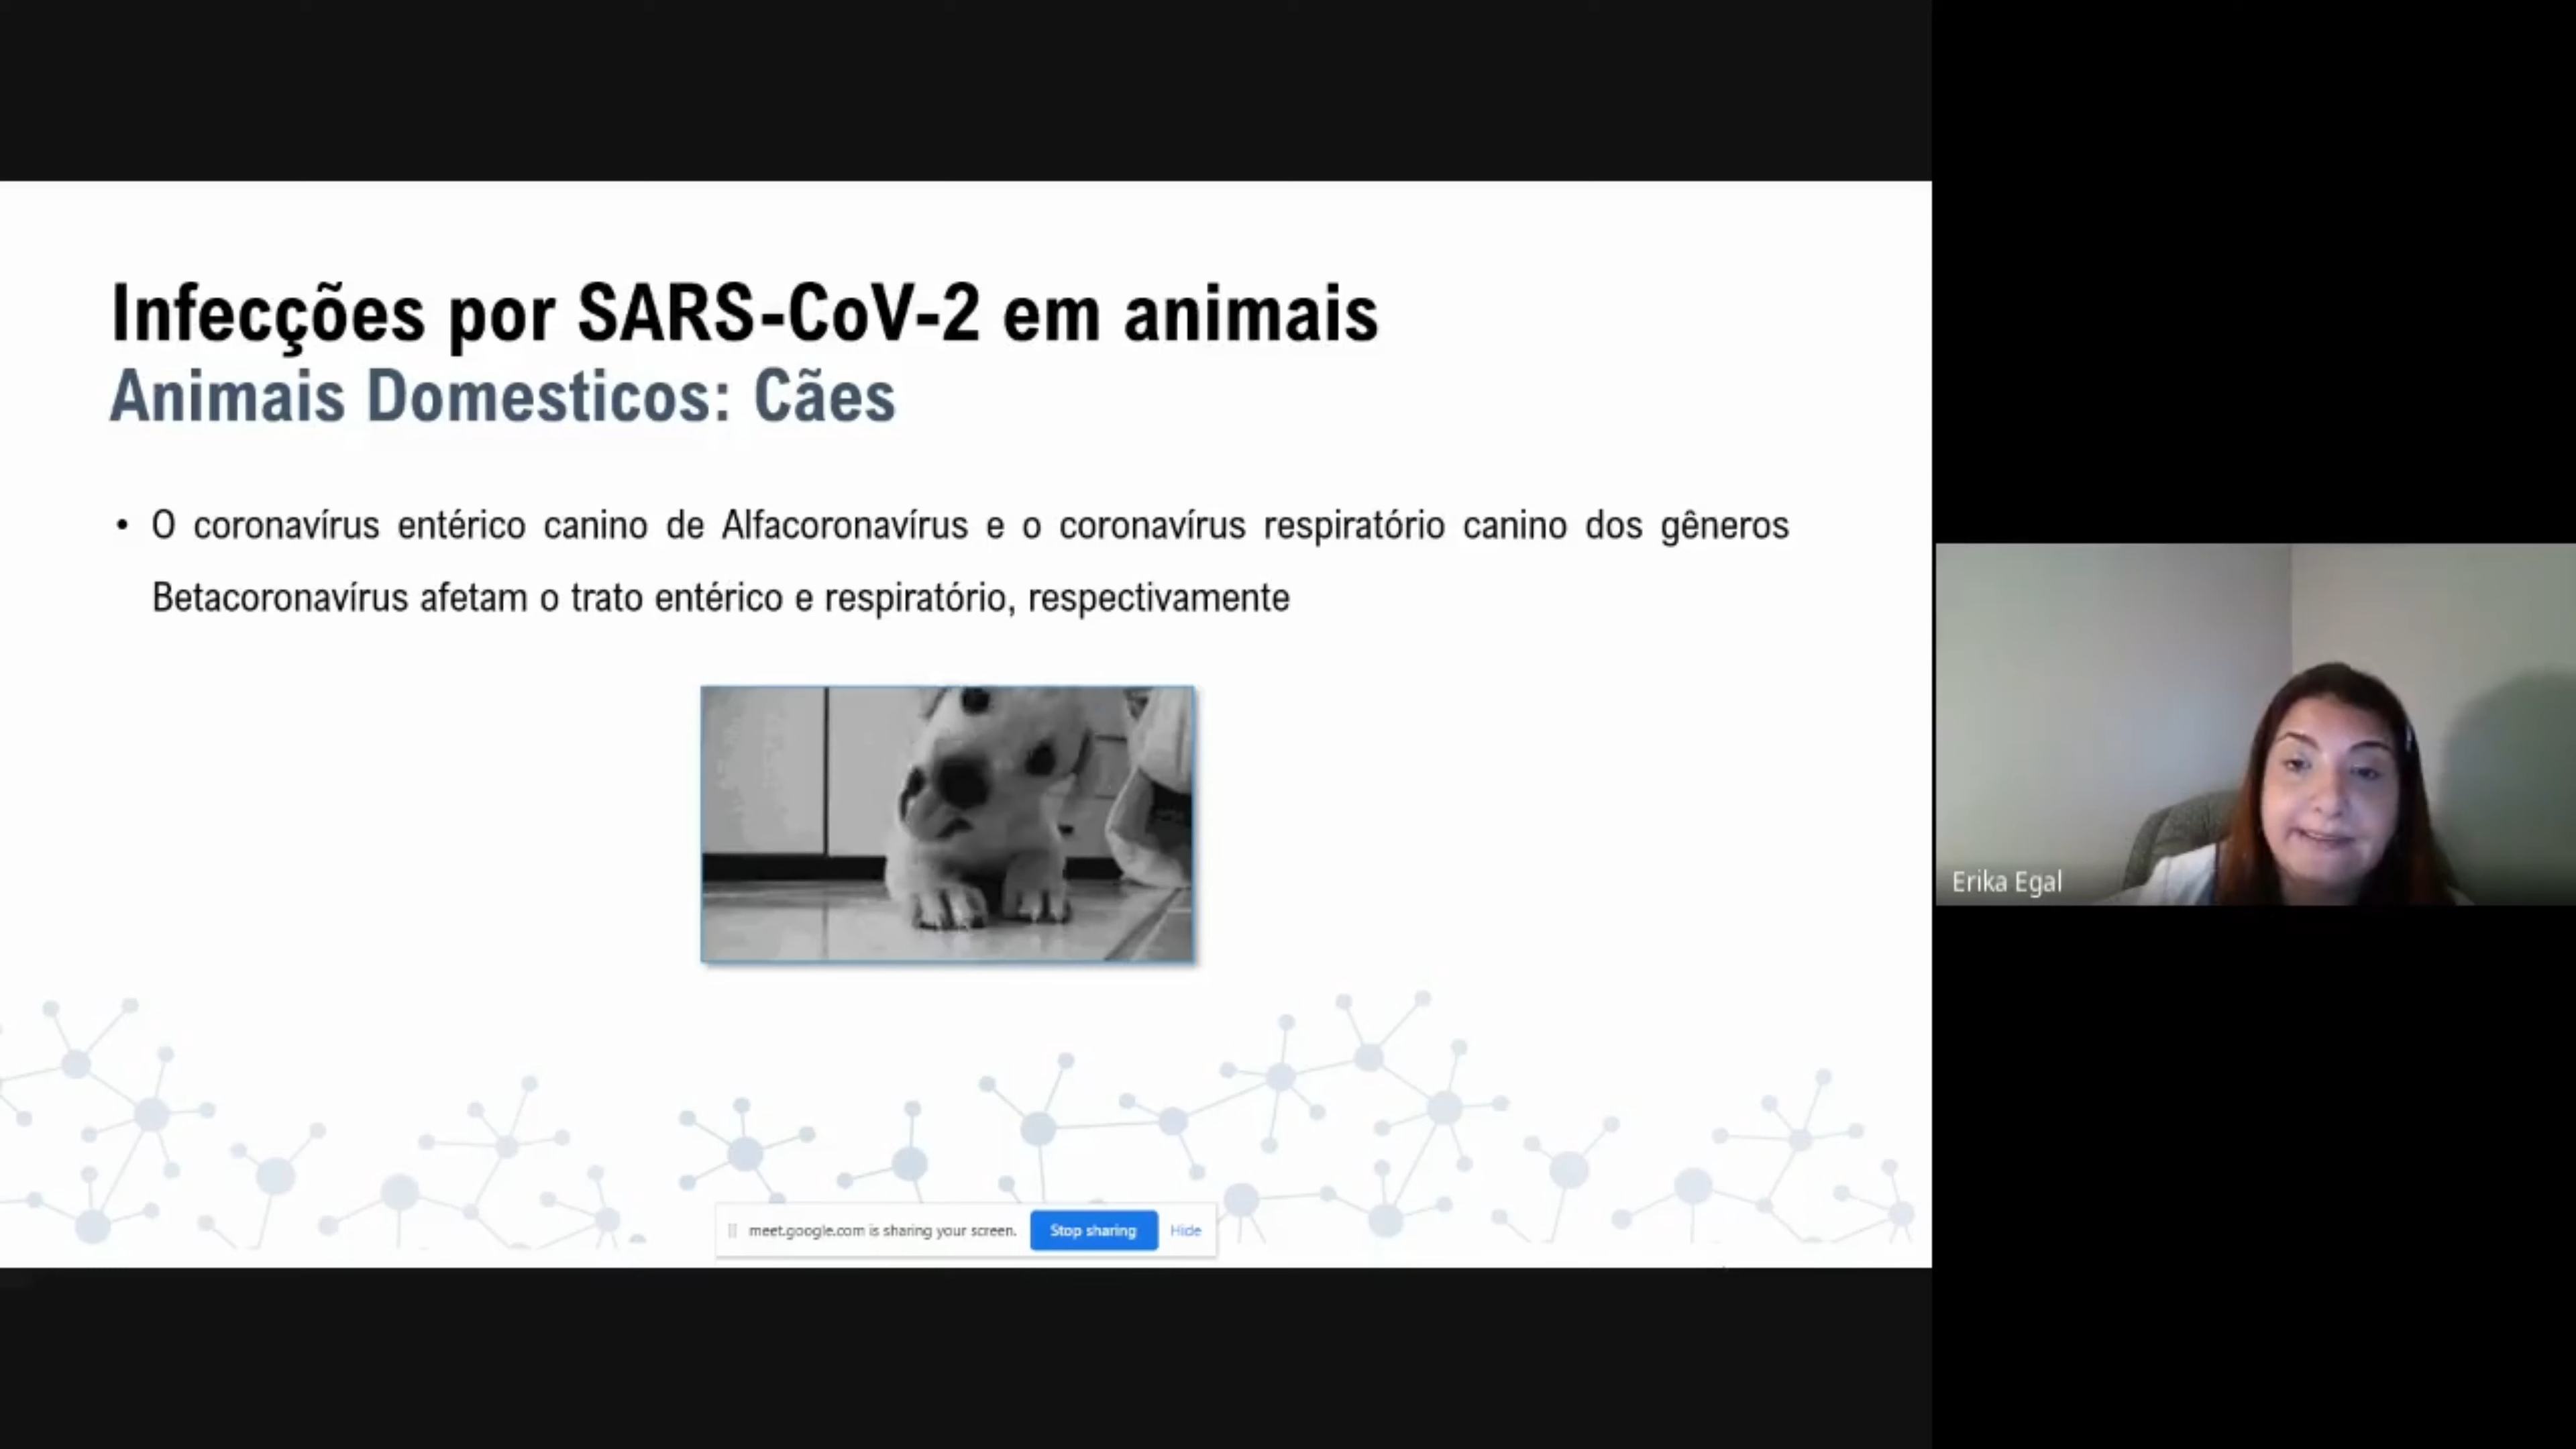 Infecções por SARS-CoV-2 em animais
Animais Domesticos: Cães
• O coronavírus entérico canino de Alfacoronavírus e o coronavírus respiratório canino dos gêneros
Betacoronavírus afetam o trato entérico e respiratório, respectivamente
Erika Egal
meet.google.com is sharing your screen. Stop sharing Hide